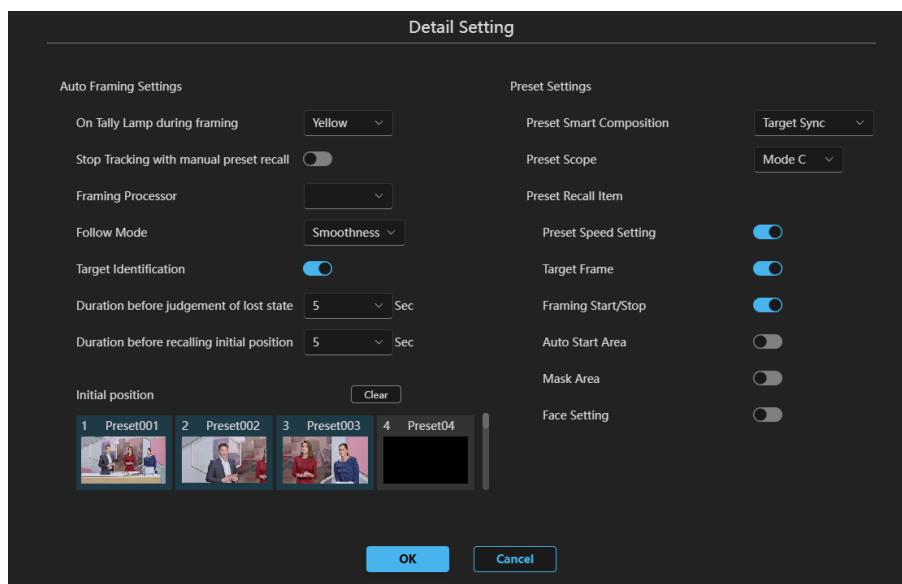 Detail Setting
Auto Framing Settings
On Tally Lamp during framing
Yellow
Stop Tracking with manual preset recall
Framing Processor
Follow Mode
Smoothness
Target Identification
Duration before judgement of lost state
5
Sec
Duration before recalling initial position
5
Sec
Initial position
Clear
1 Preset001
2 Preset002
3 Preset003
4 Preset04
Preset Settings
Preset Smart Composition
Target Sync
Preset Scope
Mode C
Preset Recall Item
Preset Speed Setting
Target Frame
Framing Start/Stop
Auto Start Area
Mask Area
Face Setting
OK
Cancel